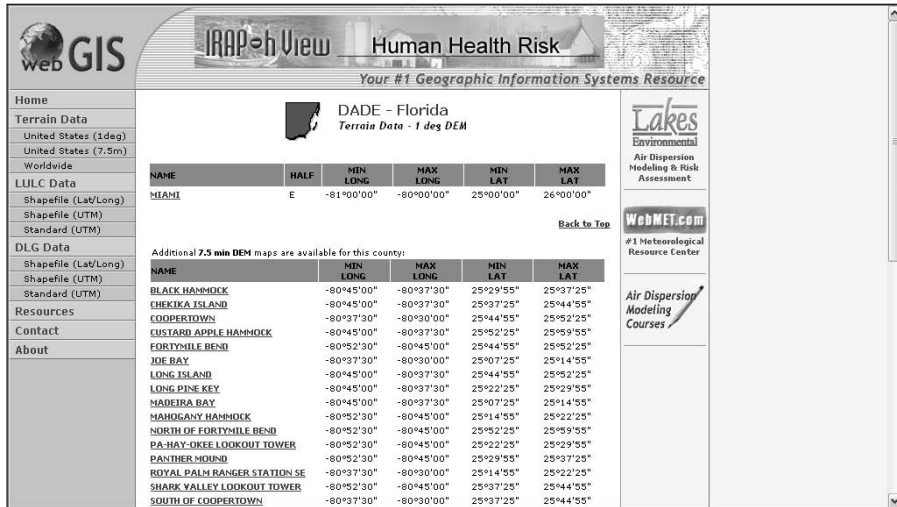 web GIS
IRAP-h View Human Health Risk
Your #1 Geographic Information Systems Resource
Home
Terrain Data
United States (1deg)
United States (7.5m)
Worldwide
LULC Data
Shapefile (Lat/Long)
Shapefile (UTM)
Standard (UTM)
DLG Data
Shapefile (Lat/Long)
Shapefile (UTM)
Standard (UTM)
Resources
Contact
About
DADE - Florida
Terrain Data - 1 deg DEM
NAME HALF MIN LONG MAX LONG MIN LAT MAX LAT
MIAMI E -81°00'00" -80°00'00" 25°00'00" 26°00'00"
Back to Top
Additional 7.5 min DEM maps are available for this county:
NAME MIN LONG MAX LONG MIN LAT MAX LAT
BLACK HAMMOCK -80°45'00" -80°37'30" 25°29'55" 25°37'25"
CHEKIKA ISLAND -80°45'00" -80°37'30" 25°37'25" 25°44'55"
COOPERTOWN -80°37'30" -80°30'00" 25°44'55" 25°52'25"
CUSTARD APPLE HAMMOCK -80°45'00" -80°37'30" 25°52'25" 25°59'55"
FORTYMILE BEND -80°52'30" -80°45'00" 25°44'55" 25°52'25"
JOE BAY -80°37'30" -80°30'00" 25°07'25" 25°14'55"
LONG ISLAND -80°45'00" -80°37'30" 25°44'55" 25°52'25"
LONG PINE KEY -80°45'00" -80°37'30" 25°22'25" 25°29'55"
MADEIRA BAY -80°45'00" -80°37'30" 25°07'25" 25°14'55"
MAHOGANY HAMMOCK -80°52'30" -80°45'00" 25°14'55" 25°22'25"
NORTH OF FORTYMILE BEND -80°52'30" -80°45'00" 25°52'25" 25°59'55"
PA-HAY-OKEE LOOKOUT TOWER -80°52'30" -80°45'00" 25°22'25" 25°29'55"
PANTHER MOUND -80°52'30" -80°45'00" 25°29'55" 25°37'25"
ROYAL PALM RANGER STATION SE -80°37'30" -80°30'00" 25°14'55" 25°22'25"
SHARK VALLEY LOOKOUT TOWER -80°52'30" -80°45'00" 25°37'25" 25°44'55"
SOUTH OF COOPERTOWN -80°37'30" -80°30'00" 25°37'25" 25°44'55"
Lakes
Environmental
Air Dispersion
Modeling & Risk
Assessment
WebMET.com
#1 Meteorological
Resource Center
Air Dispersion
Modeling
Courses